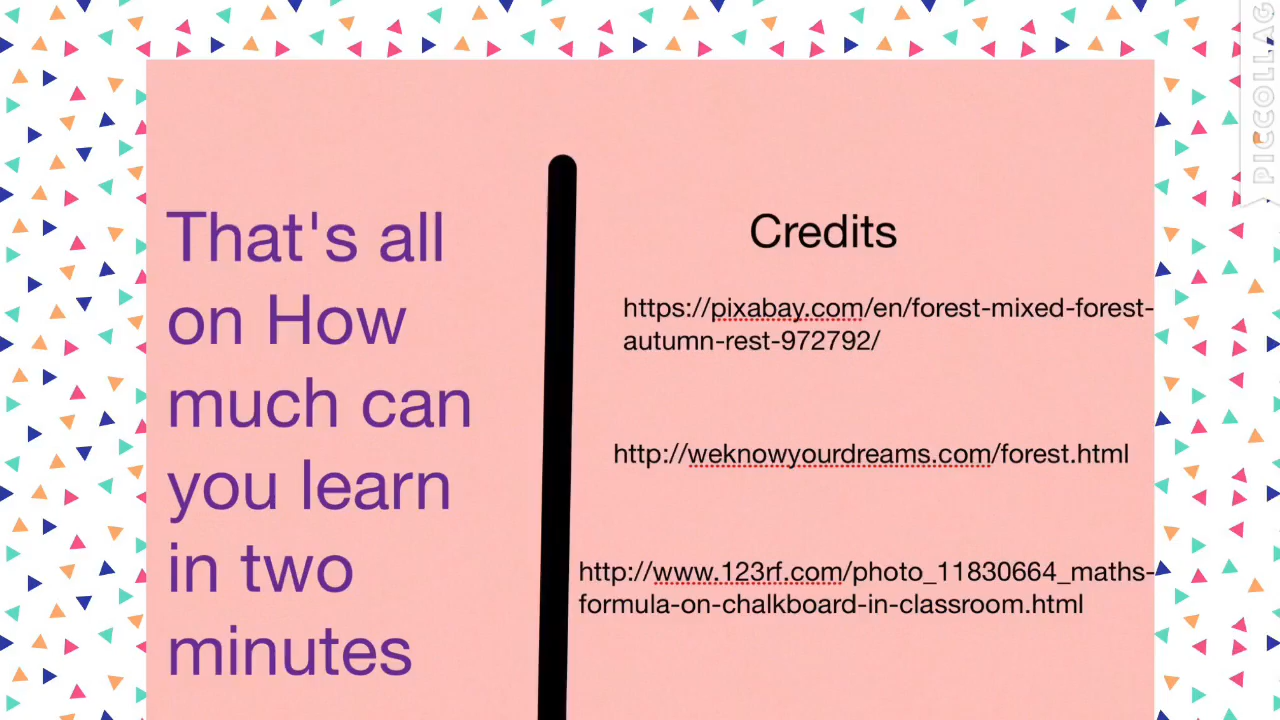 That's all
on How
much can
you learn
in two
minutes
Credits
https://pixabay.com/en/forest-mixed-forest-
autumn-rest-972792/
http://weknowyourdreams.com/forest.html
http://www.123rf.com/photo_11830664_maths-
formula-on-chalkboard-in-classroom.html
PICCOLLAG